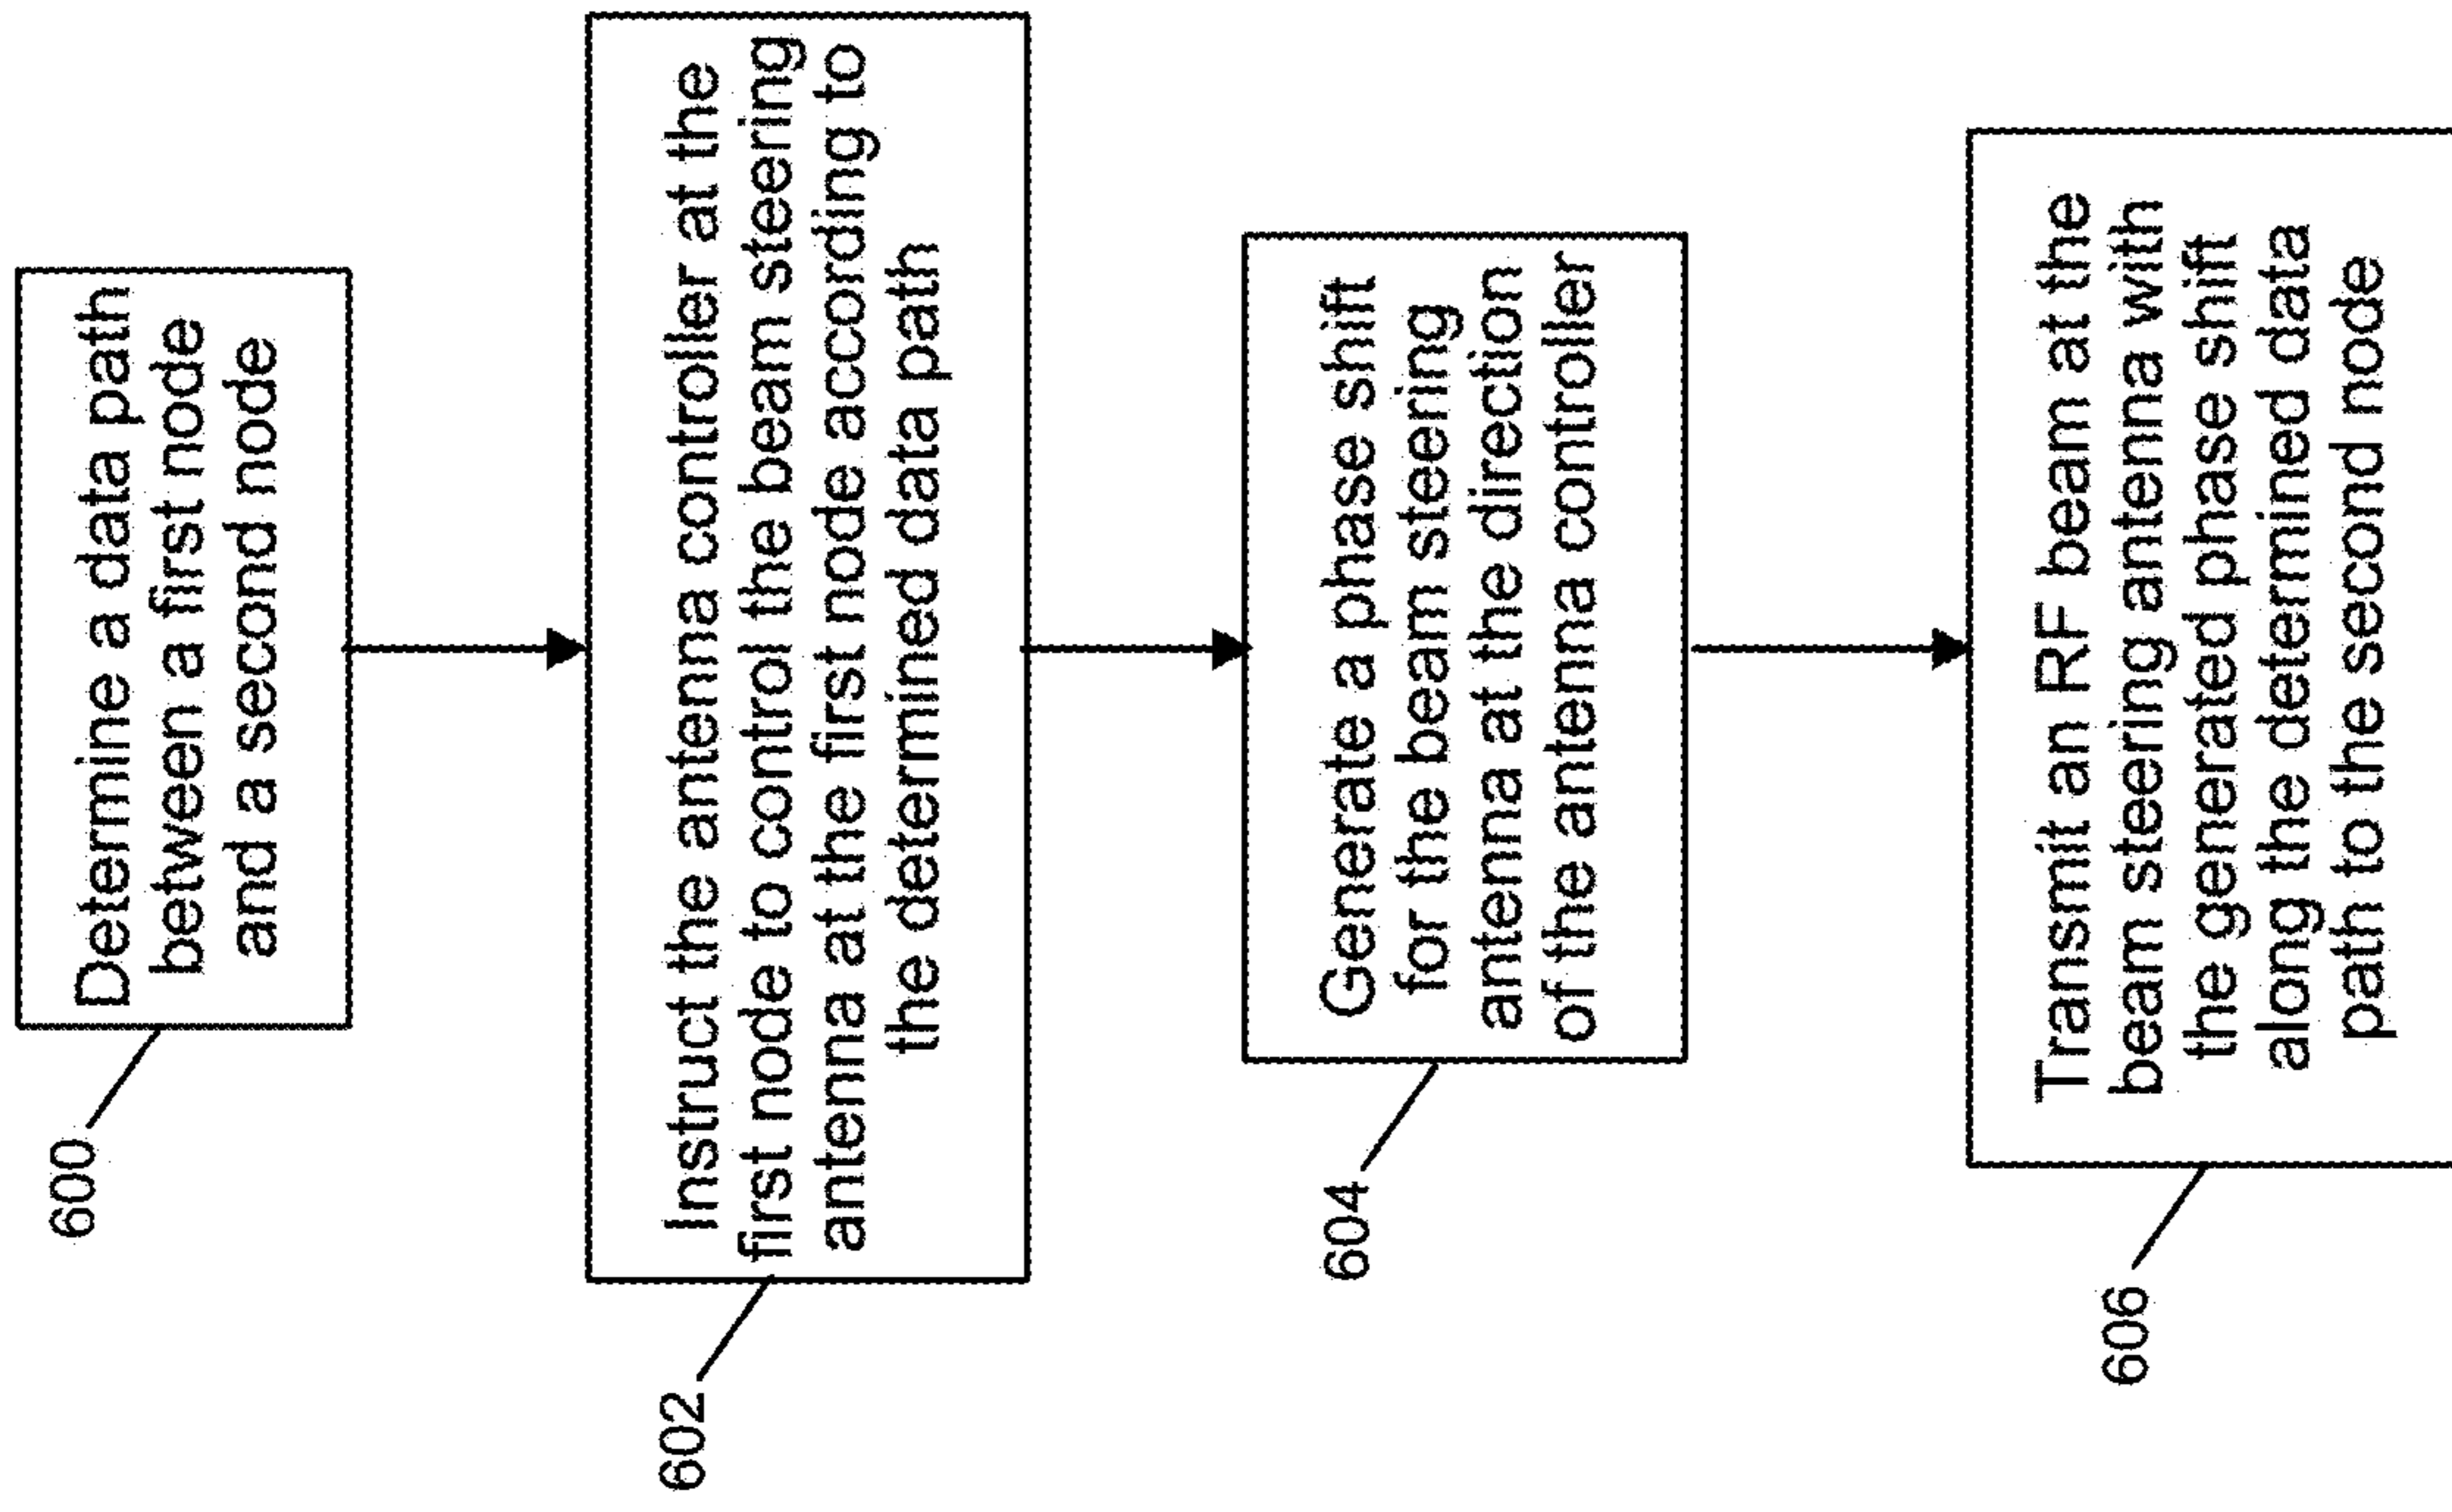 600
Determine a data path
between a first node
and a second node
602
Instruct the antenna controller at the
first node to control the beam steering
antenna at the first node according to
the determined data path
604
Generate a phase shift
for the beam steering
antenna at the direction
of the antenna controller
606
Transmit an RF beam at the
beam steering antenna with
the generated phase shift
along the determined data
path to the second node